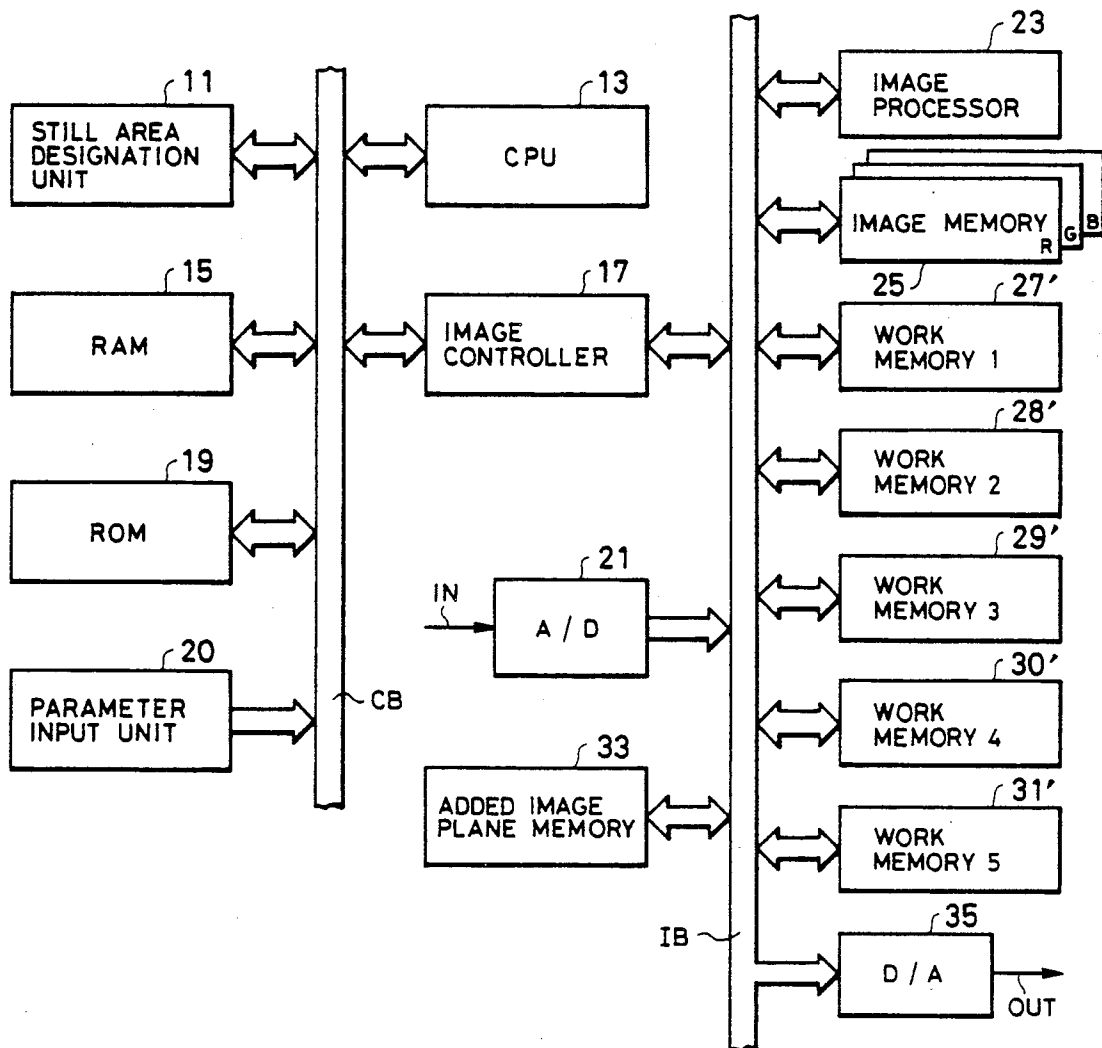 11
STILL AREA
DESIGNATION
UNIT
13
CPU
23
IMAGE
PROCESSOR
IMAGE MEMORY
R
G
B
25
15
RAM
17
IMAGE
CONTROLLER
27'
WORK
MEMORY 1
28'
WORK
MEMORY 2
19
ROM
29'
WORK
MEMORY 3
21
IN
A / D
20
PARAMETER
INPUT UNIT
CB
30'
WORK
MEMORY 4
33
ADDED IMAGE
PLANE MEMORY
31'
WORK
MEMORY 5
IB
35
D / A
OUT